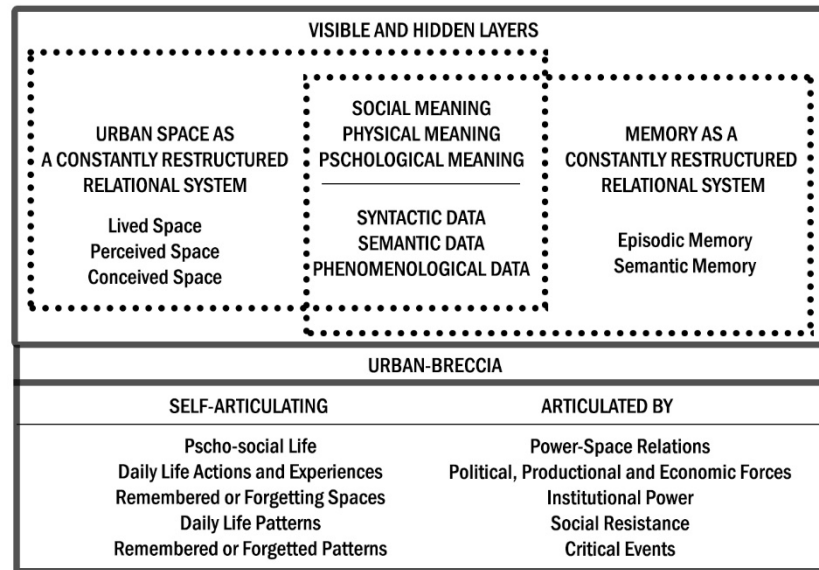 VISIBLE AND HIDDEN LAYERS
URBAN SPACE AS
A CONSTANTLY RESTRUCTURED
RELATIONAL SYSTEM
Lived Space
Perceived Space
Conceived Space
SOCIAL MEANING
PHYSICAL MEANING
PSCHOLOGICAL MEANING
SYNTACTIC DATA
SEMANTIC DATA
PHENOMENOLOGICAL DATA
MEMORY AS A
CONSTANTLY RESTRUCTURED
RELATIONAL SYSTEM
Episodic Memory
Semantic Memory
URBAN-BRECCIA
SELF-ARTICULATING
Pscho-social Life
Daily Life Actions and Experiences
Remembered or Forgetting Spaces
Daily Life Patterns
Remembered or Forgetted Patterns
ARTICULATED BY
Power-Space Relations
Political, Productional and Economic Forces
Institutional Power
Social Resistance
Critical Events